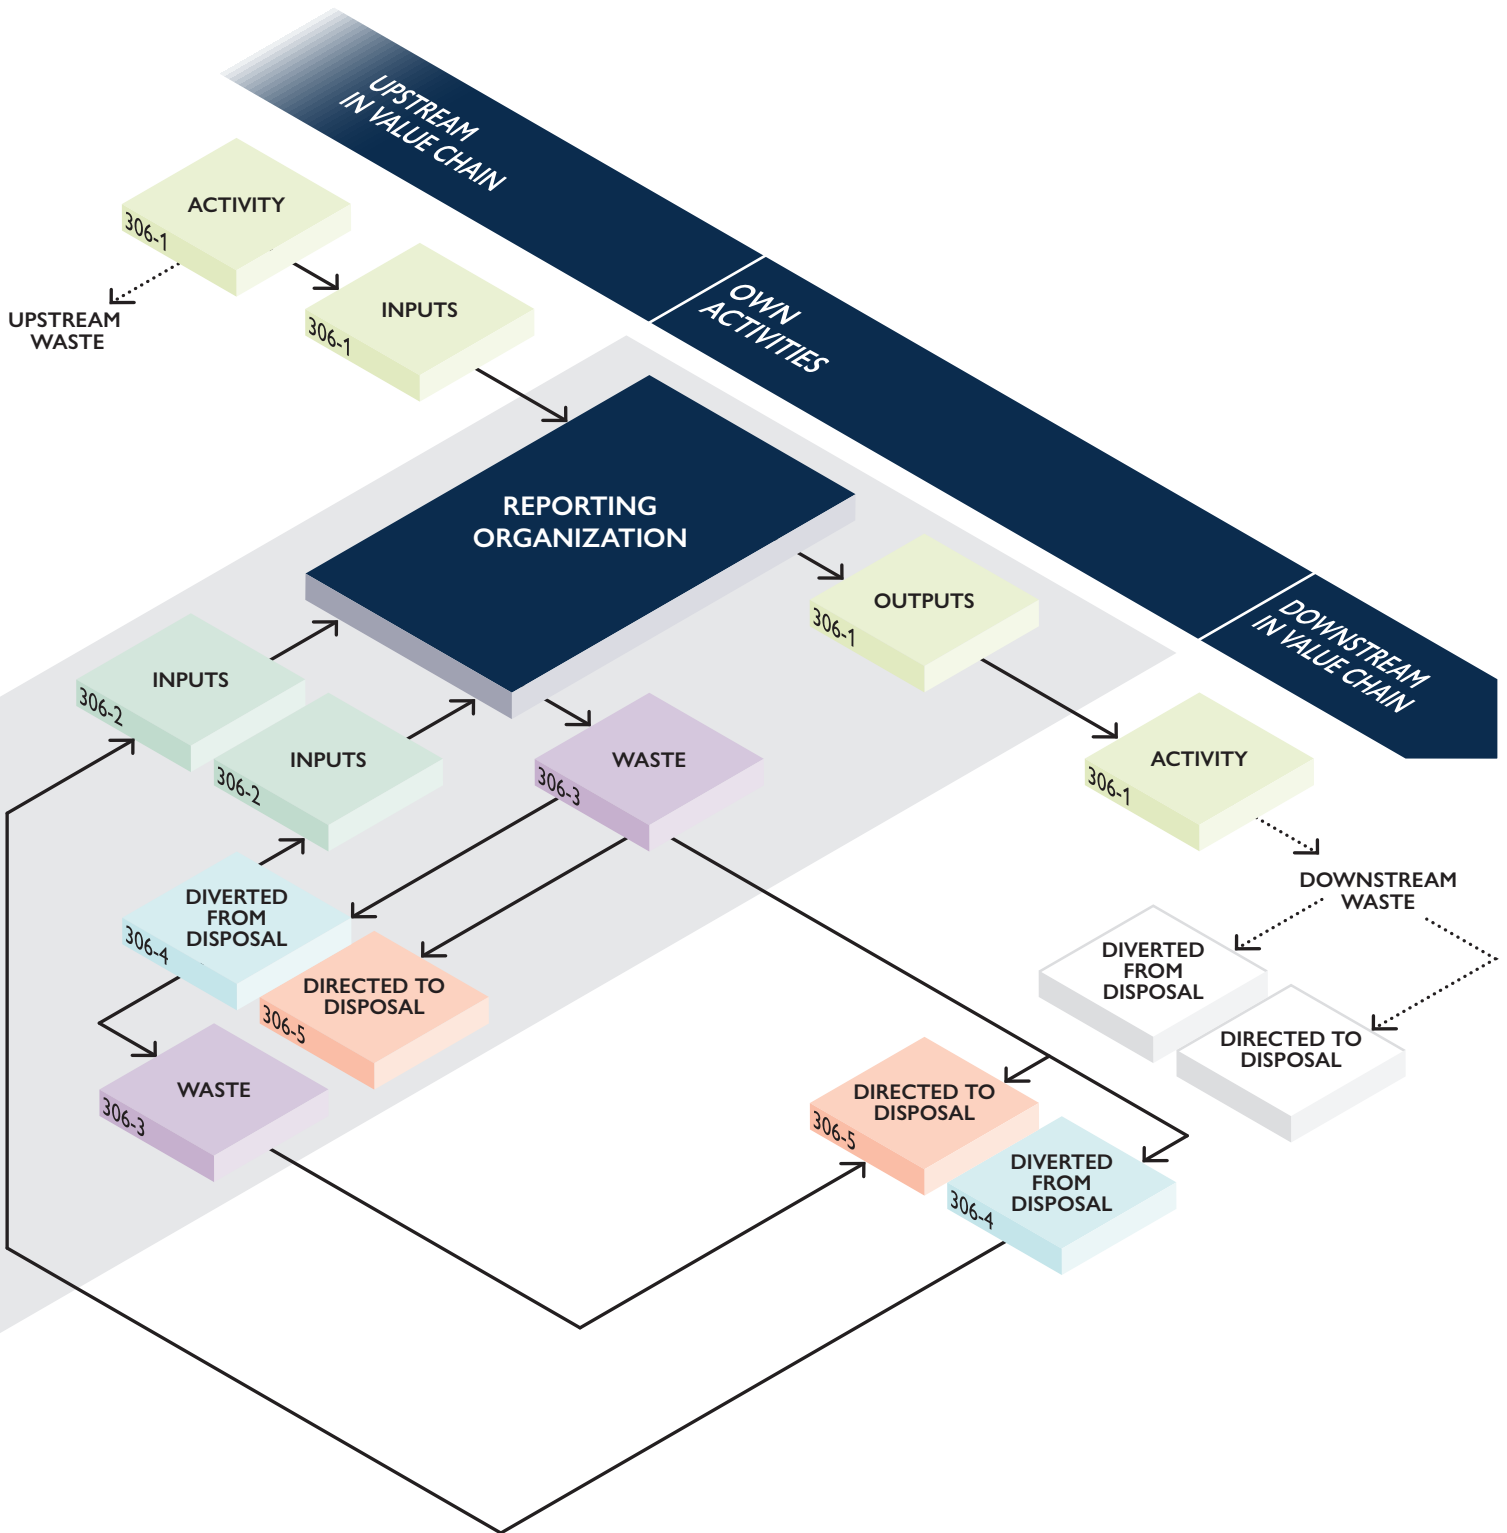 UPSTREAM
IN VALUE CHAIN
ACTIVITY
306-1
UPSTREAM
WASTE
INPUTS
306-1
OWN
ACTIVITIES
REPORTING
ORGANIZATION
OUTPUTS
306-1
DOWNSTREAM
IN VALUE CHAIN
INPUTS
306-2
INPUTS
306-2
WASTE
306-3
ACTIVITY
306-1
DOWNSTREAM
WASTE
DIVERTED
FROM
DISPOSAL
306-4
DIRECTED TO
DISPOSAL
306-5
DIVERTED
FROM
DISPOSAL
DIRECTED TO
DISPOSAL
WASTE
306-3
DIRECTED TO
DISPOSAL
306-5
DIVERTED
FROM
DISPOSAL
306-4